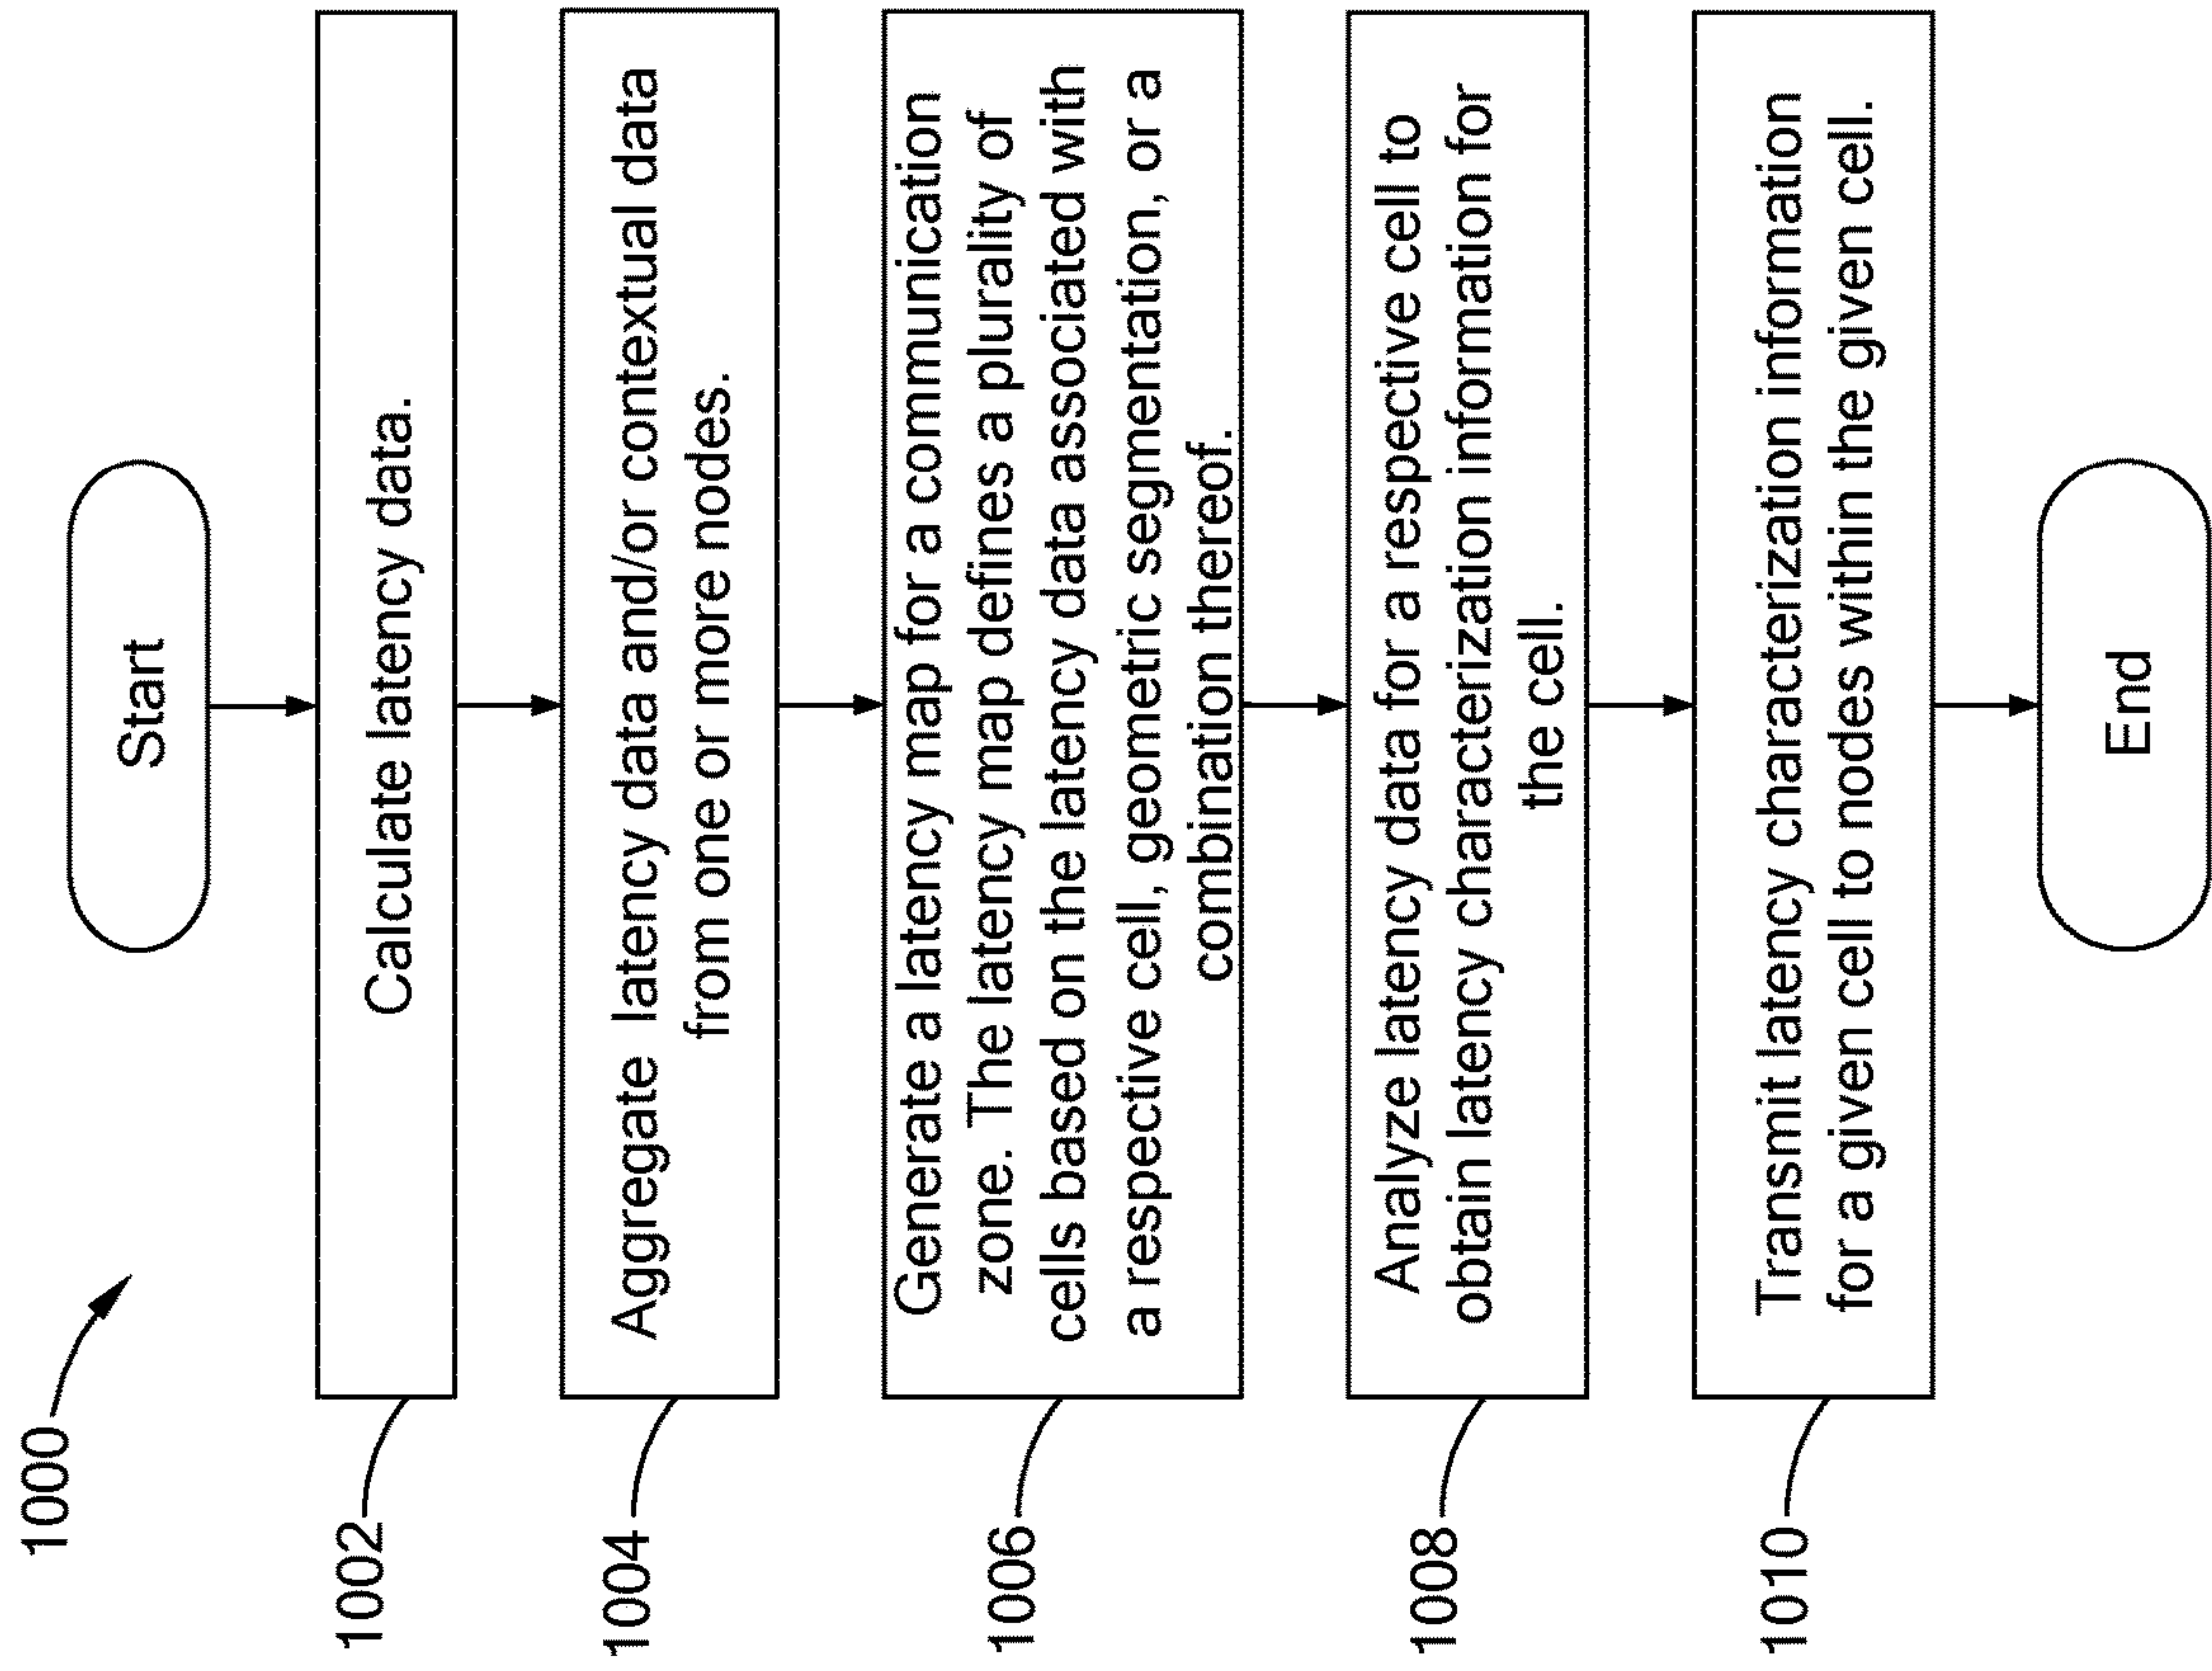 1000
Start
1002
Calculate latency data.
1004
Aggregate latency data and/or contextual data
from one or more nodes.
1006
Generate a latency map for a communication
zone. The latency map defines a plurality of
cells based on the latency data associated with
a respective cell, geometric segmentation, or a
combination thereof.
1008
Analyze latency data for a respective cell to
obtain latency characterization information for
the cell.
1010
Transmit latency characterization information
for a given cell to nodes within the given cell.
End